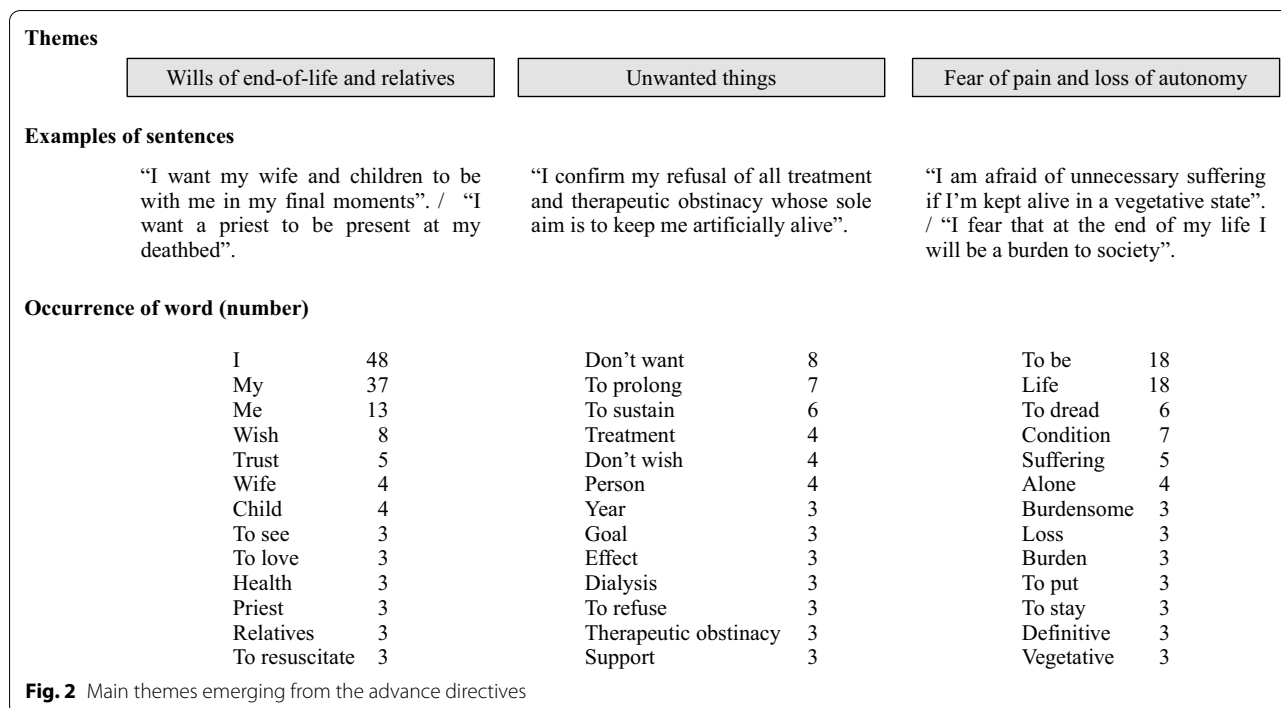 Themes
Wills of end-of-life and relatives Unwanted things Fear of pain and loss of autonomy
Examples of sentences
“I want my wife and children to be with me in my final moments”. / “I want a priest to be present at my deathbed”.
“I confirm my refusal of all treatment and therapeutic obstinacy whose sole aim is to keep me artificially alive”.
“I am afraid of unnecessary suffering if I’m kept alive in a vegetative state”. / “I fear that at the end of my life I will be a burden to society”.
Occurrence of word (number)
I 48 Don’t want 8 To be 18
My 37 To prolong 7 Life 18
Me 13 To sustain 6 To dread 6
Wish 8 Treatment 4 Condition 7
Trust 5 Don’t wish 4 Suffering 5
Wife 4 Person 4 Alone 4
Child 4 Year 3 Burdensome 3
To see 3 Goal 3 Loss 3
To love 3 Effect 3 Burden 3
Health 3 Dialysis 3 To put 3
Priest 3 To refuse 3 To stay 3
Relatives 3 Therapeutic obstinacy 3 Definitive 3
To resuscitate 3 Support 3 Vegetative 3
Fig. 2 Main themes emerging from the advance directives